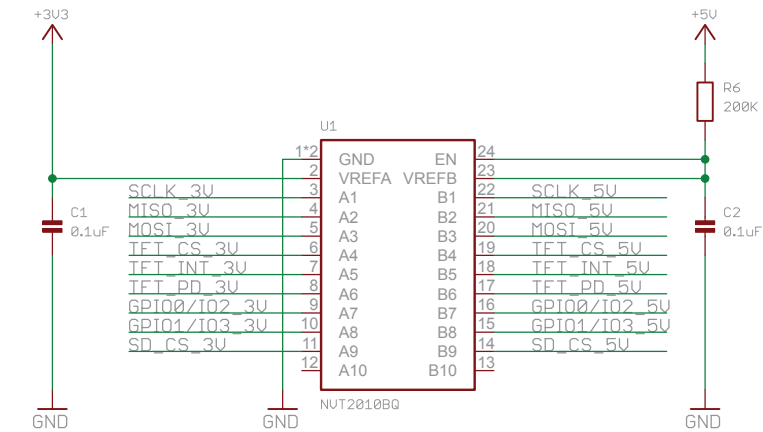 +3V3 +5V
R6
200K
U1
1*2 GND EN 24
2 VREFA VREFB 23
SCLK_3V 3 A1 B1 22 SCLK_5V
MISO_3V 4 A2 B2 21 MISO_5V
MOSI_3V 5 A3 B3 20 MOSI_5V
TFT_CS_3V 6 A4 B4 19 TFT_CS_5V
TFT_INT_3V 7 A5 B5 18 TFT_INT_5V
TFT_PD_3V 8 A6 B6 17 TFT_PD_5V
GPIO0/IO2_3V 9 A7 B7 16 GPIO0/IO2_5V
GPIO1/IO3_3V 10 A8 B8 15 GPIO1/IO3_5V
SD_CS_3V 11 A9 B9 14 SD_CS_5V
12 A10 B10 13
C1
0.1uF
C2
0.1uF
NVT2010BQ
GND GND GND